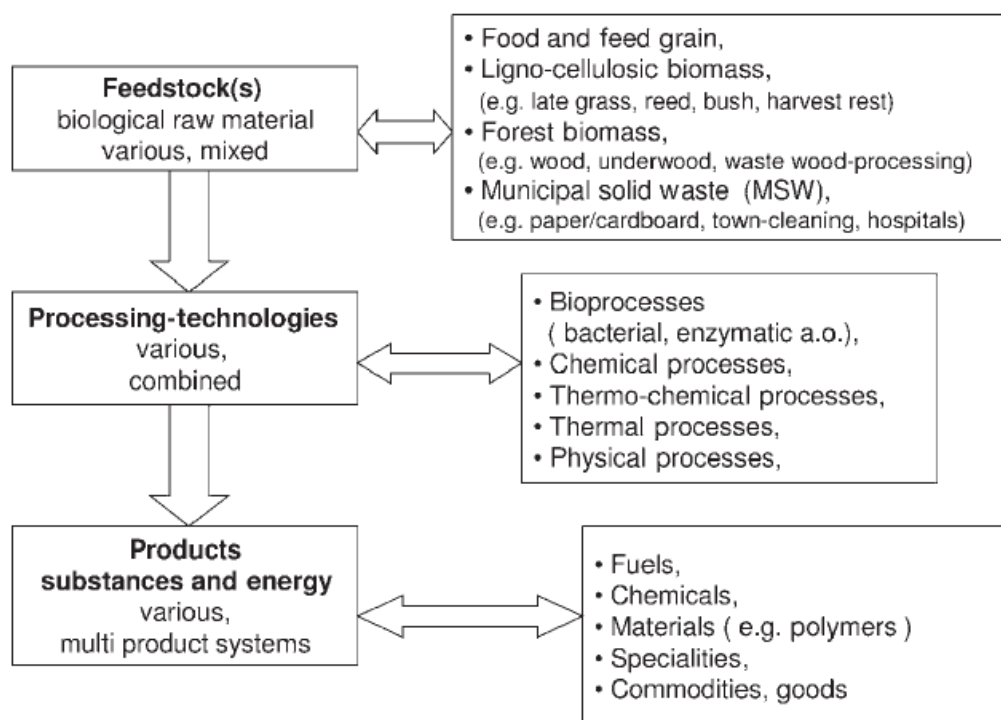 Feedstock(s)
biological raw material
various, mixed
• Food and feed grain,
• Ligno-cellulosic biomass,
(e.g. late grass, reed, bush, harvest rest)
• Forest biomass,
(e.g. wood, underwood, waste wood-processing)
• Municipal solid waste (MSW),
(e.g. paper/cardboard, town-cleaning, hospitals)
Processing-technologies
various,
combined
• Bioprocesses
( bacterial, enzymatic a.o.),
• Chemical processes,
• Thermo-chemical processes,
• Thermal processes,
• Physical processes,
Products
substances and energy
various,
multi product systems
• Fuels,
• Chemicals,
• Materials ( e.g. polymers )
• Specialities,
• Commodities, goods